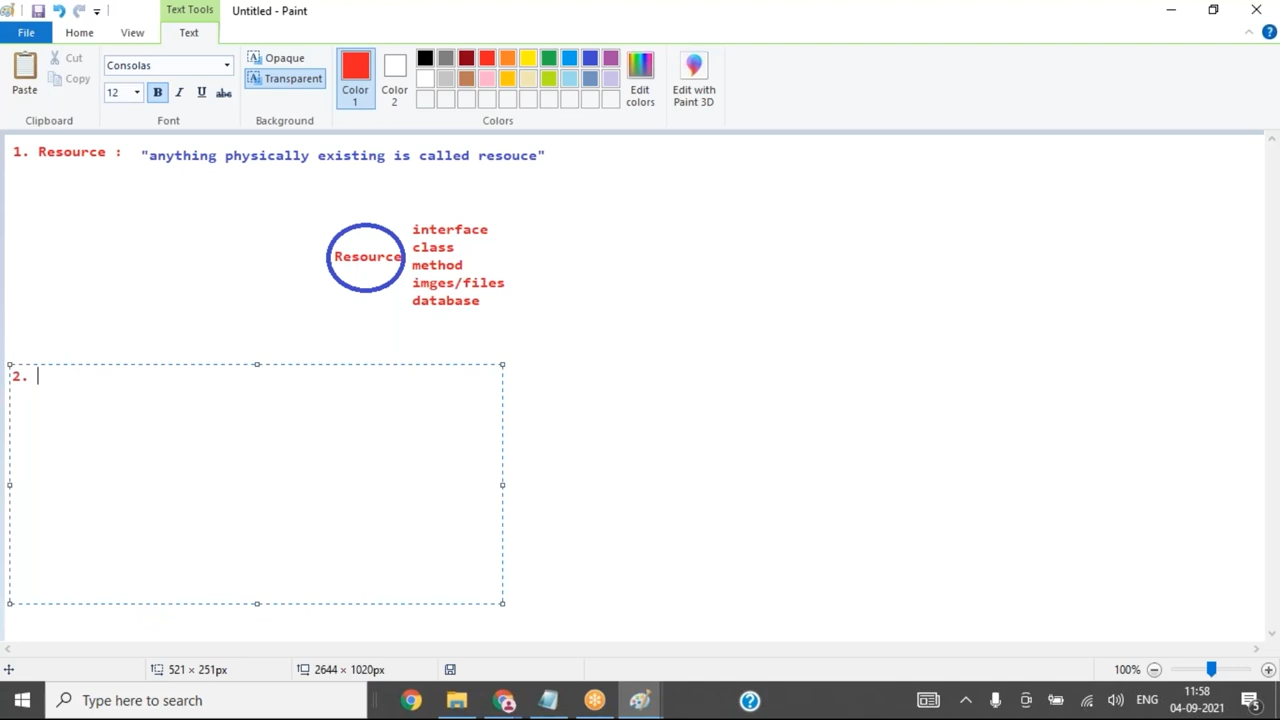 Text Tools
Untitled - Paint
File
Home
View
Text
Paste
Cut
Copy
Clipboard
Consolas
12
B
I
U
abc
Font
Opaque
Transparent
Background
Color
1
Color
2
Edit
colors
Edit with
Paint 3D
Colors
1. Resource : "anything physically existing is called resouce"
Resource
interface
class
method
imges/files
database
2.
521 × 251px
2644 × 1020px
100%
Type here to search
ENG
11:58
04-09-2021
5